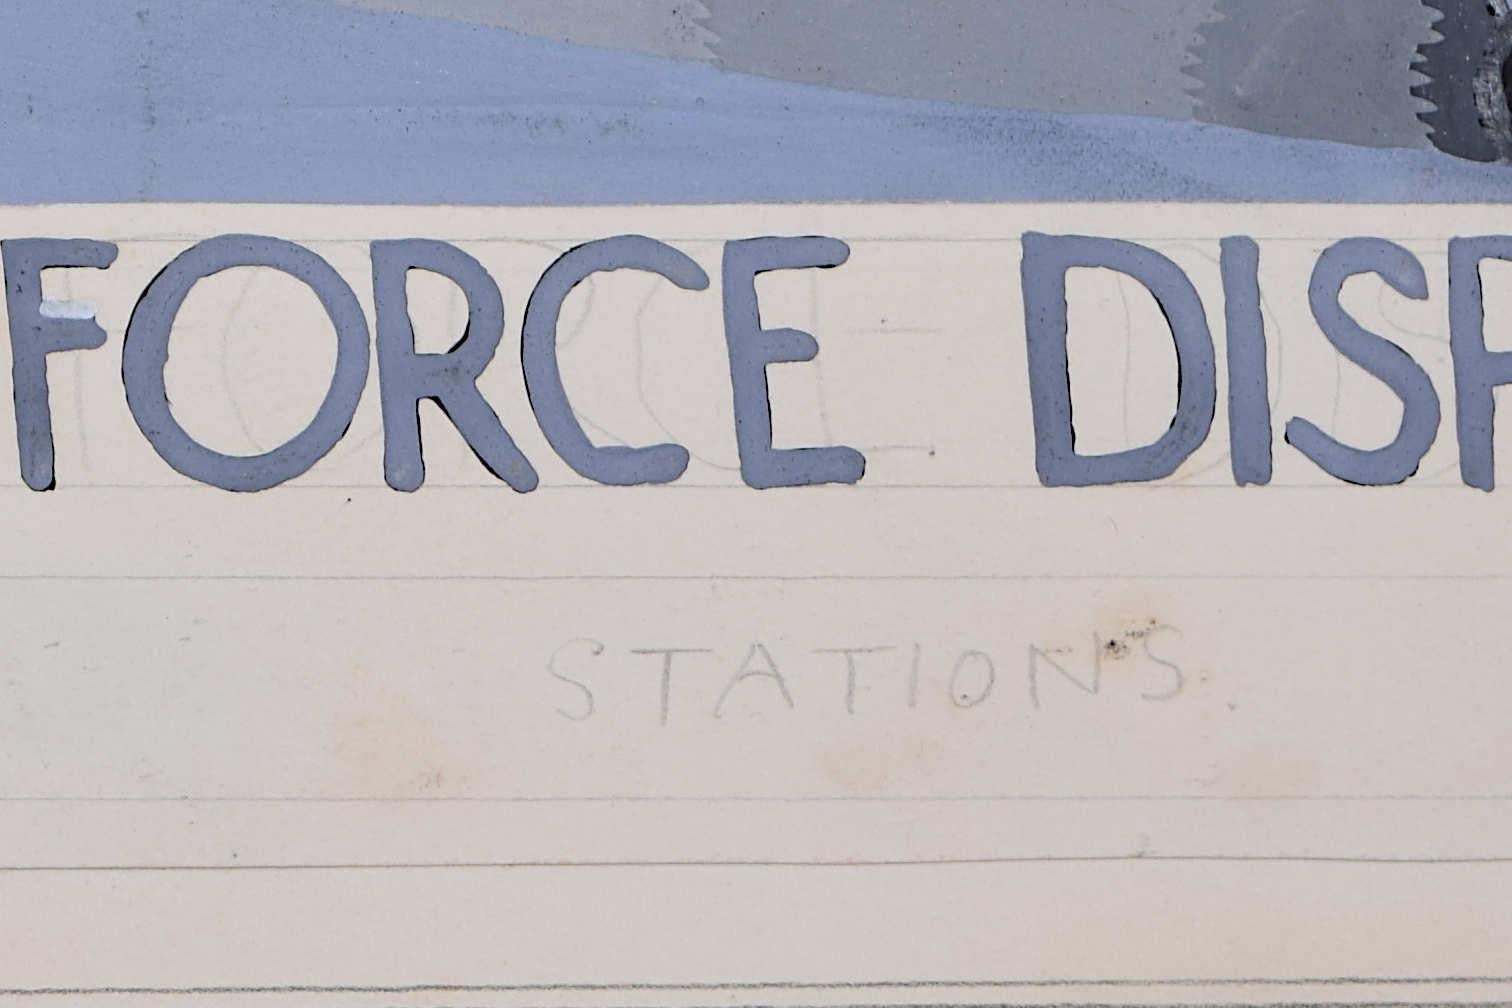 FORCE DISP
STATIONS.